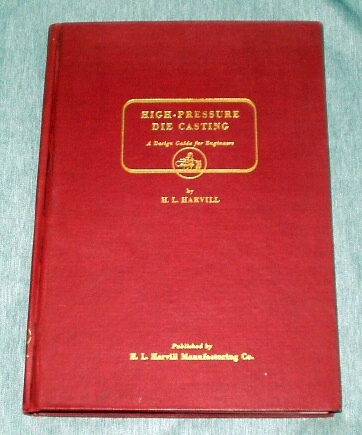 HIGH-PRESSURE
DIE CASTING
A Design Guide for Engineers
by
H. L. HARVILL
Published by
H. L. Harvill Manufacturing Co.